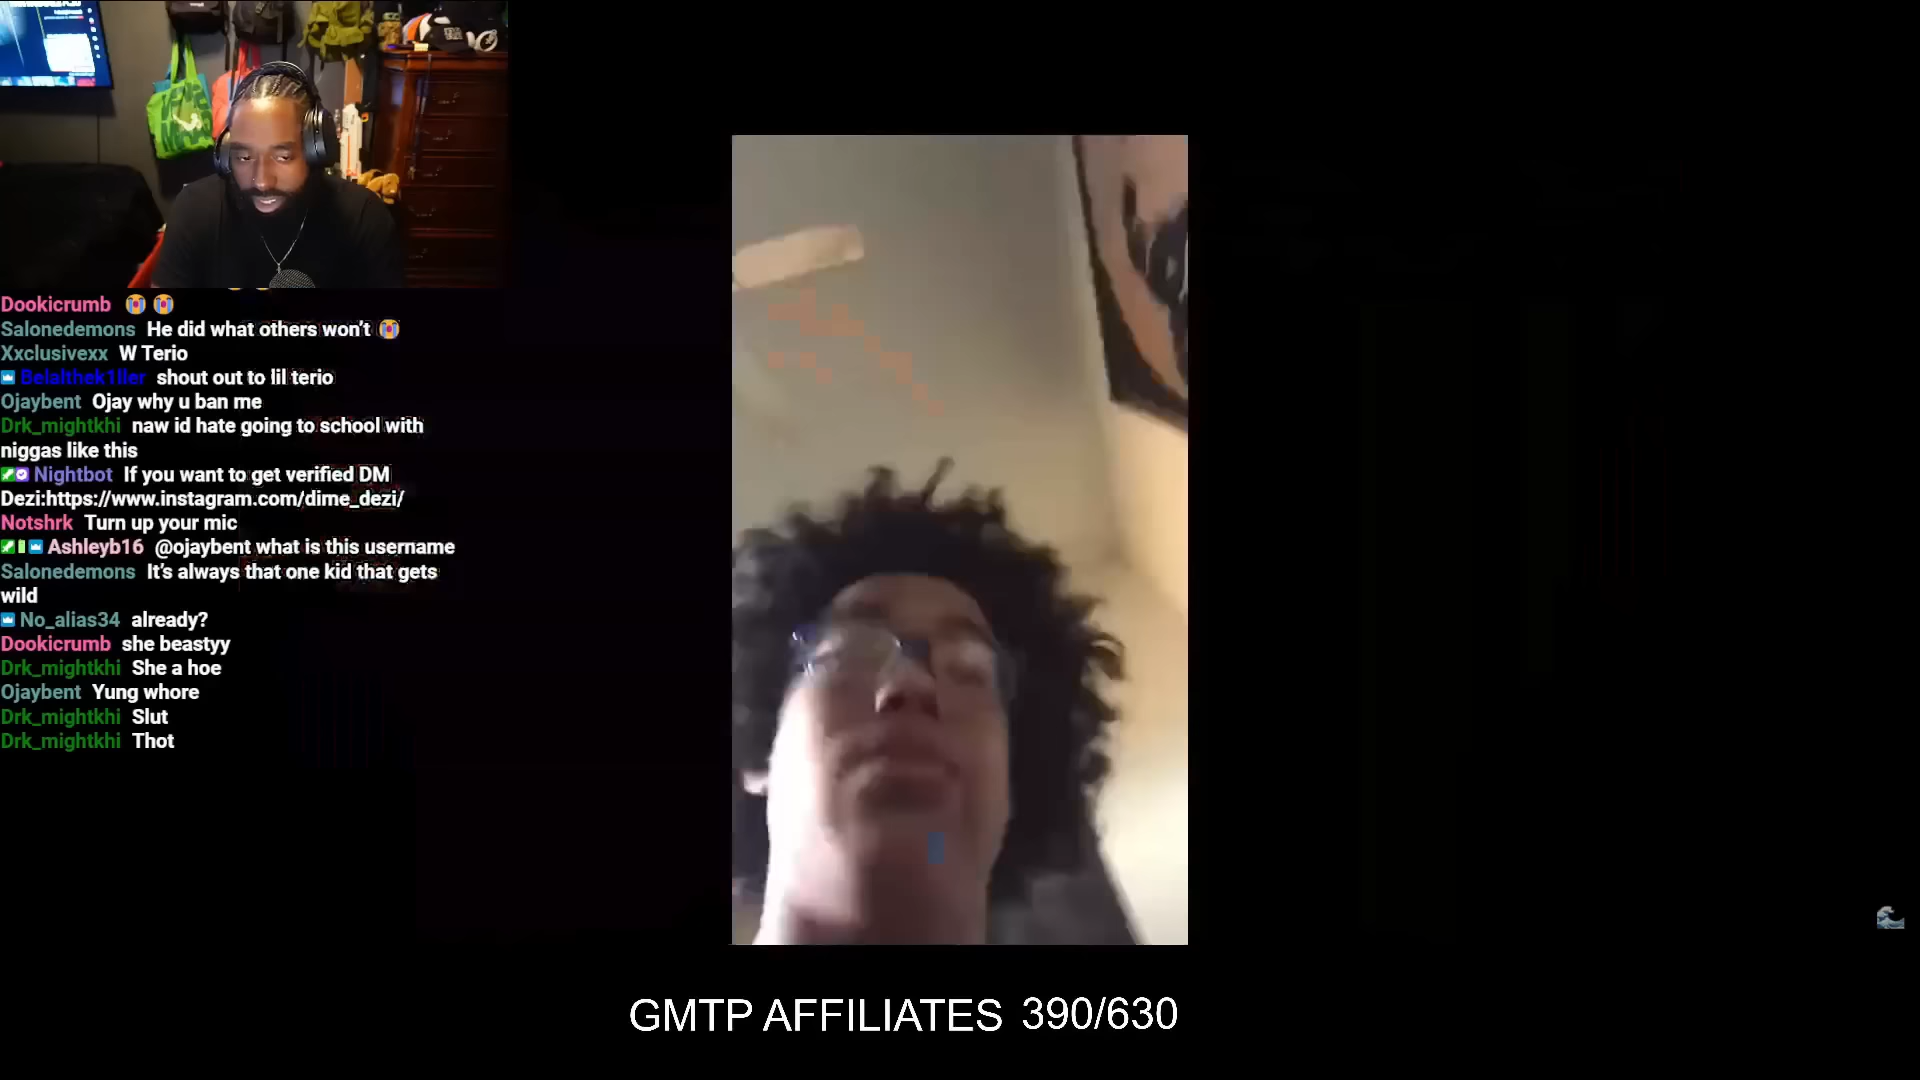 Dookicrumb 😭 😭
Salonedemons He did what others won't 😭
Xxclusivexx W Terio
Belalthek1ller shout out to lil terio
Ojaybent Ojay why u ban me
Drk_mightkhi naw id hate going to school with
niggas like this
Nightbot If you want to get verified DM
Dezi:https://www.instagram.com/dime_dezi/
Notshrk Turn up your mic
Ashleyb16 @ojaybent what is this username
Salonedemons It's always that one kid that gets
wild
No_alias34 already?
Dookicrumb she beastyy
Drk_mightkhi She a hoe
Ojaybent Yung whore
Drk_mightkhi Slut
Drk_mightkhi Thot
GMTP AFFILIATES 390/630